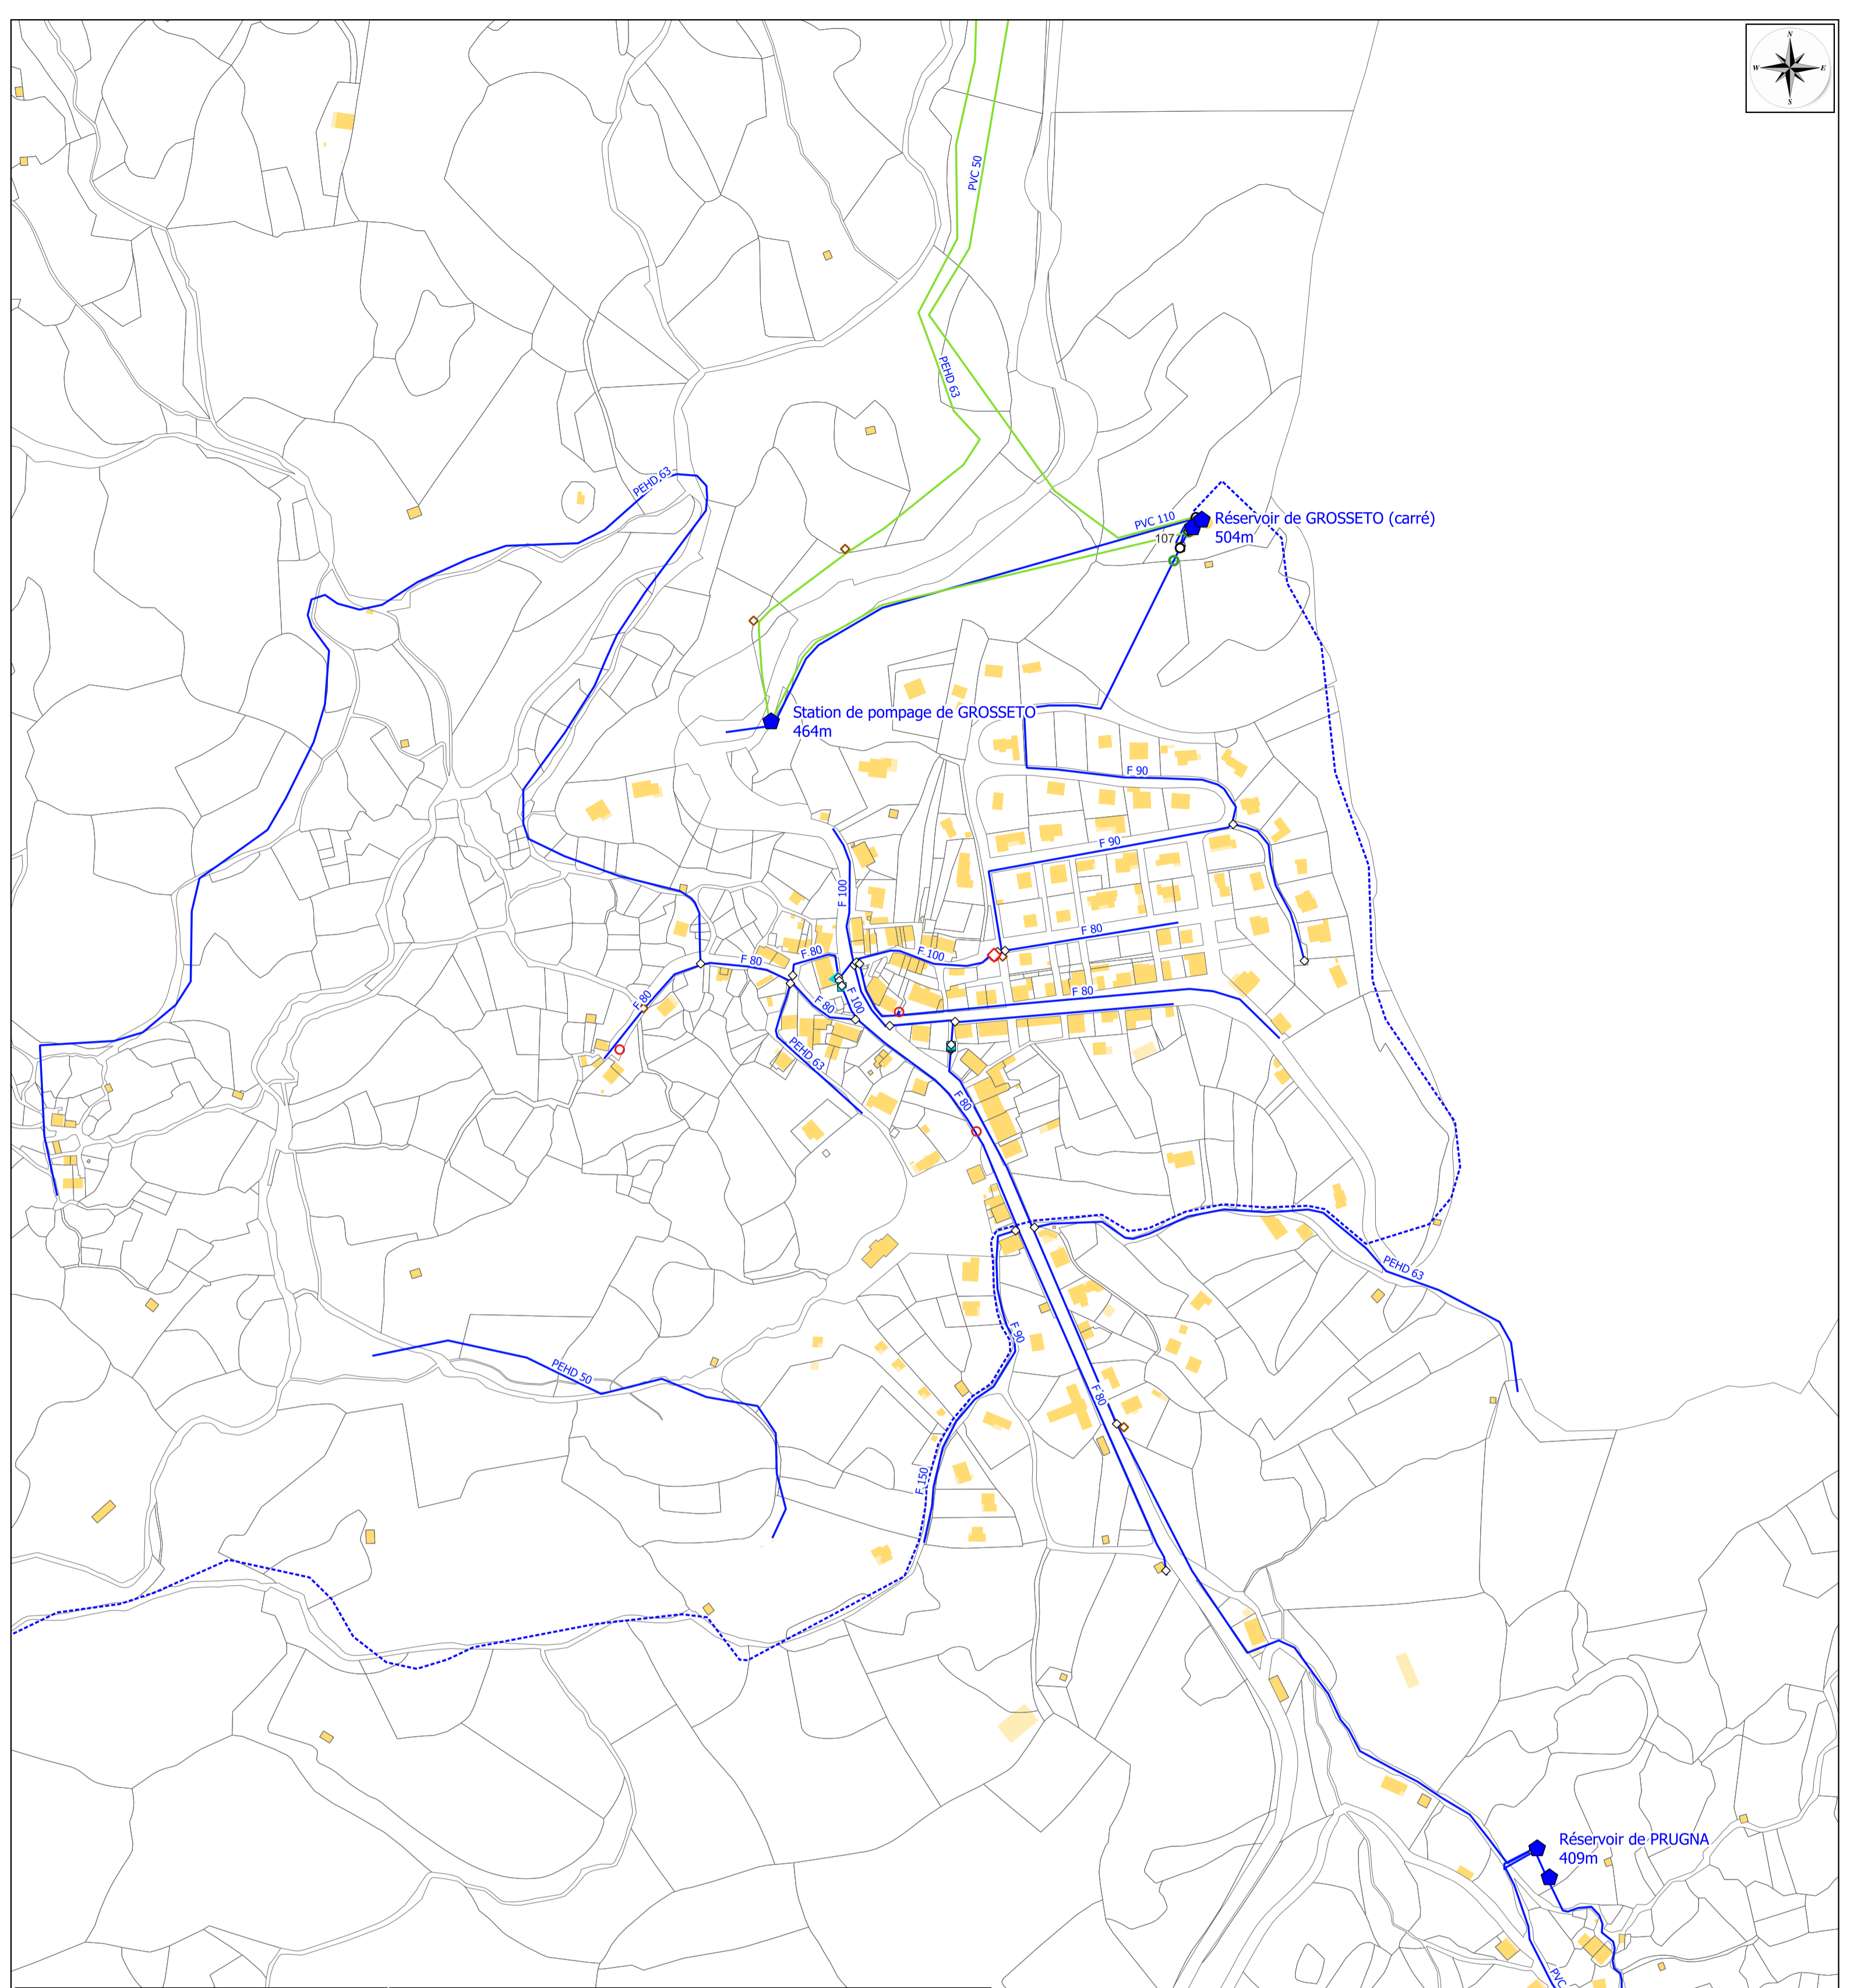 N
W
E
S
PVC 50
PEHD 63
PEHD 63
PVC 110
Réservoir de GROSSETO (carré)
504m
107
Station de pompage de GROSSETO
464m
F 90
F 90
F 100
F 80
F 100
F 80
F 80
F 80
F 80
F 100
F 80
PEHD 63
F 80
PEHD 63
F 90
PEHD 50
F 80
F 150
Réservoir de PRUGNA
409m
PVC